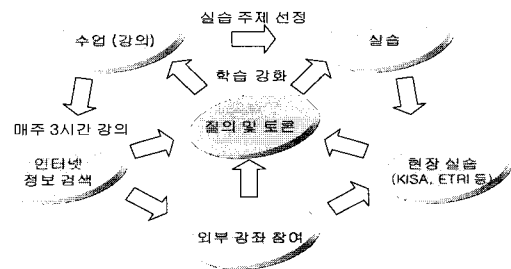 실습 주제 선정
수업 (강의)
실습
학습 강화
매주 3시간 강의
질의 및 토론
인터넷
정보 검색
현장 실습
(KISA, ETRI 등)
외부 강좌 참여